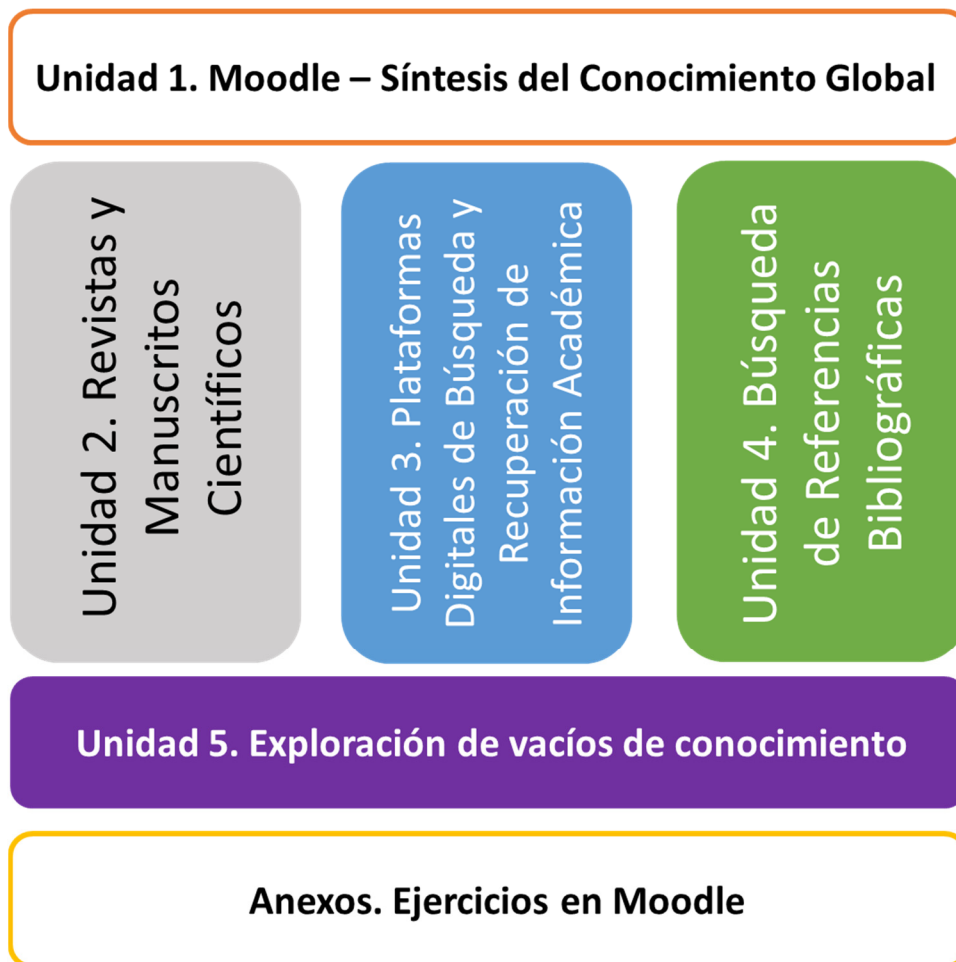 Unidad 1. Moodle – Síntesis del Conocimiento Global
Unidad 2. Revistas y
Manuscritos
Científicos
Unidad 3. Plataformas
Digitales de Búsqueda y
Recuperación de
Información Académica
Unidad 4. Búsqueda
de Referencias
Bibliográficas
Unidad 5. Exploración de vacíos de conocimiento
Anexos. Ejercicios en Moodle